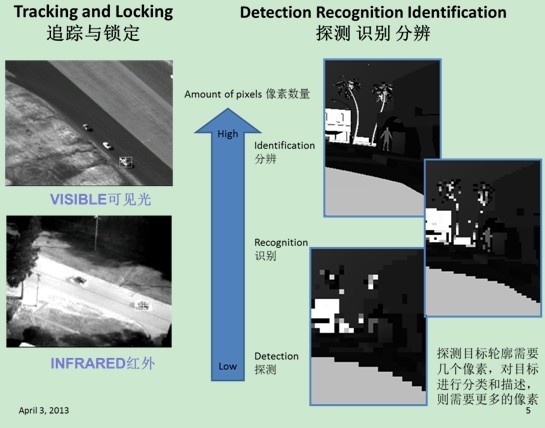 Tracking and Locking
追踪与锁定
VISIBLE可见光
INFRARED红外
Detection Recognition Identification
探测 识别 分辨
Amount of pixels 像素数量
High
Identification
分辨
Recognition
识别
Low
Detection
探测
探测目标轮廓需要
几个像素，对目标
进行分类和描述，
则需要更多的像素
April 3, 2013
5